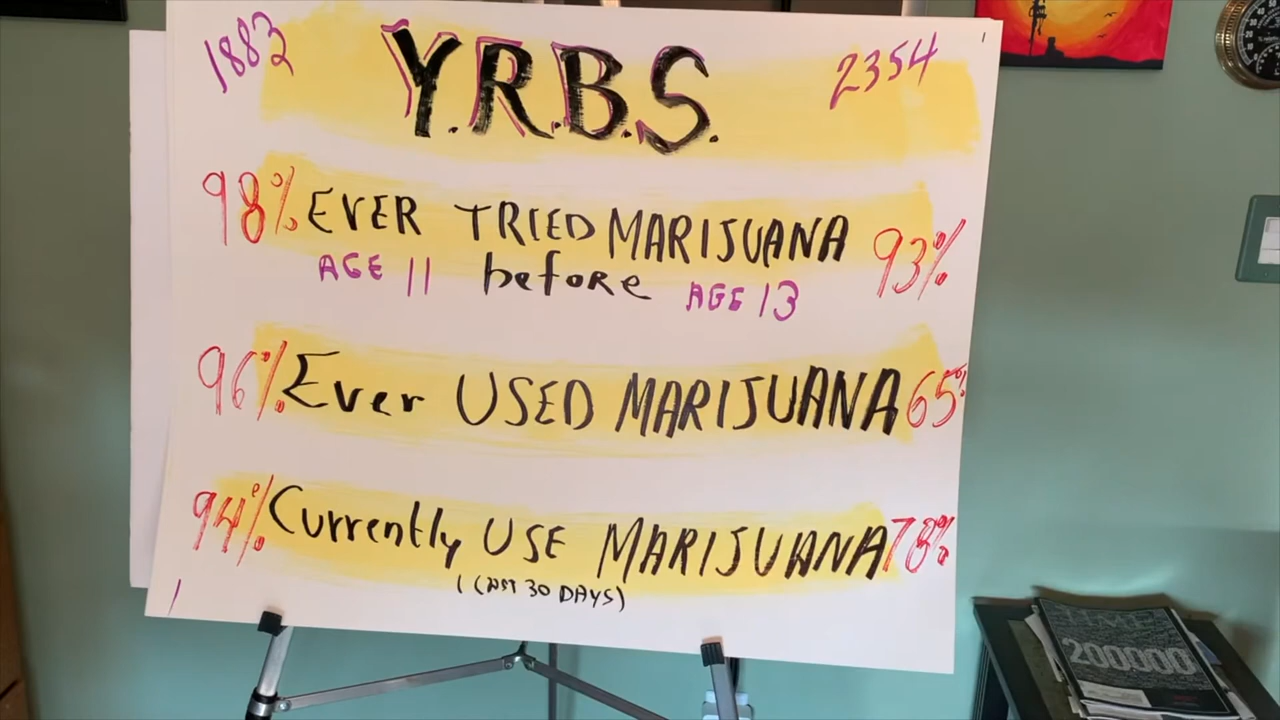 1883 Y.R.B.S. 2354
98% EVER TRIED MARIJUANA 93%
AGE 11 before AGE 13
96% Ever USED MARIJUANA 65%
94% Currently USE MARIJUANA 78%
(LAST 30 DAYS)
200000